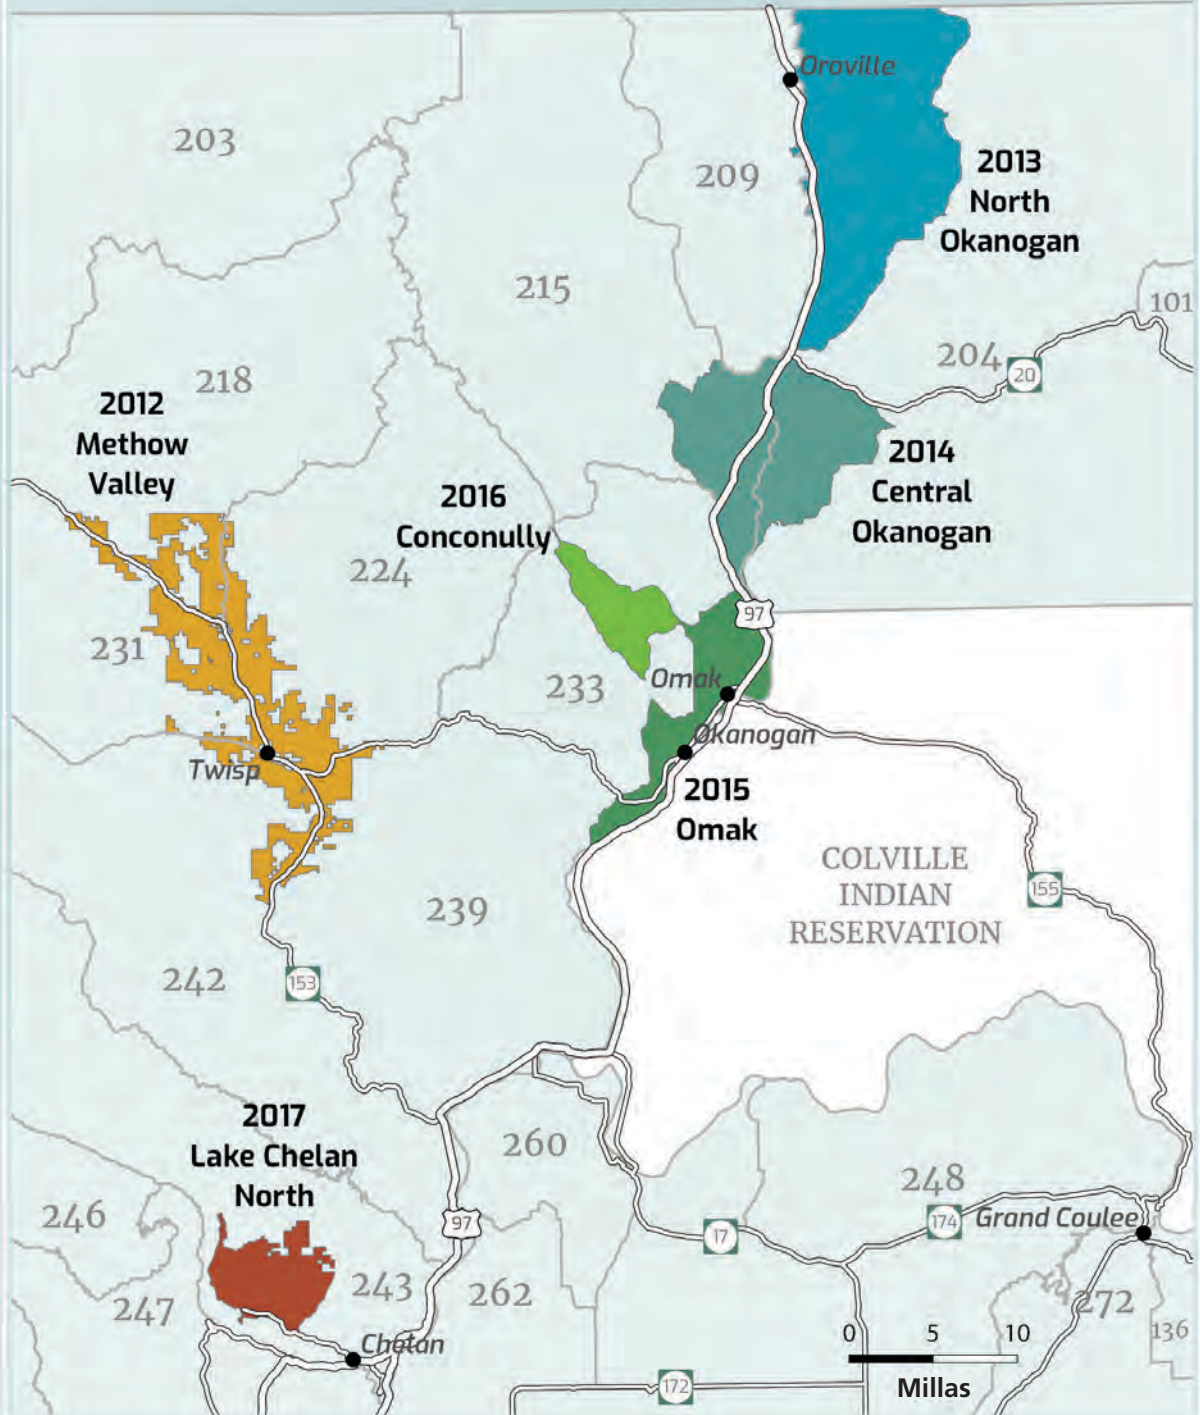 Oroville
203
209
2013
North
Okanogan
215
101
204
20
218
2012
Methow
Valley
2014
Central
Okanogan
2016
Conconully
224
97
231
233
Omak
Okanogan
Twisp
2015
Omak
COLVILLE
INDIAN
RESERVATION
155
239
242
153
2017
Lake Chelan
North
260
248
246
97
174
Grand Coulee
17
243
262
247
272
136
Chelan
0 5 10
Millas
172